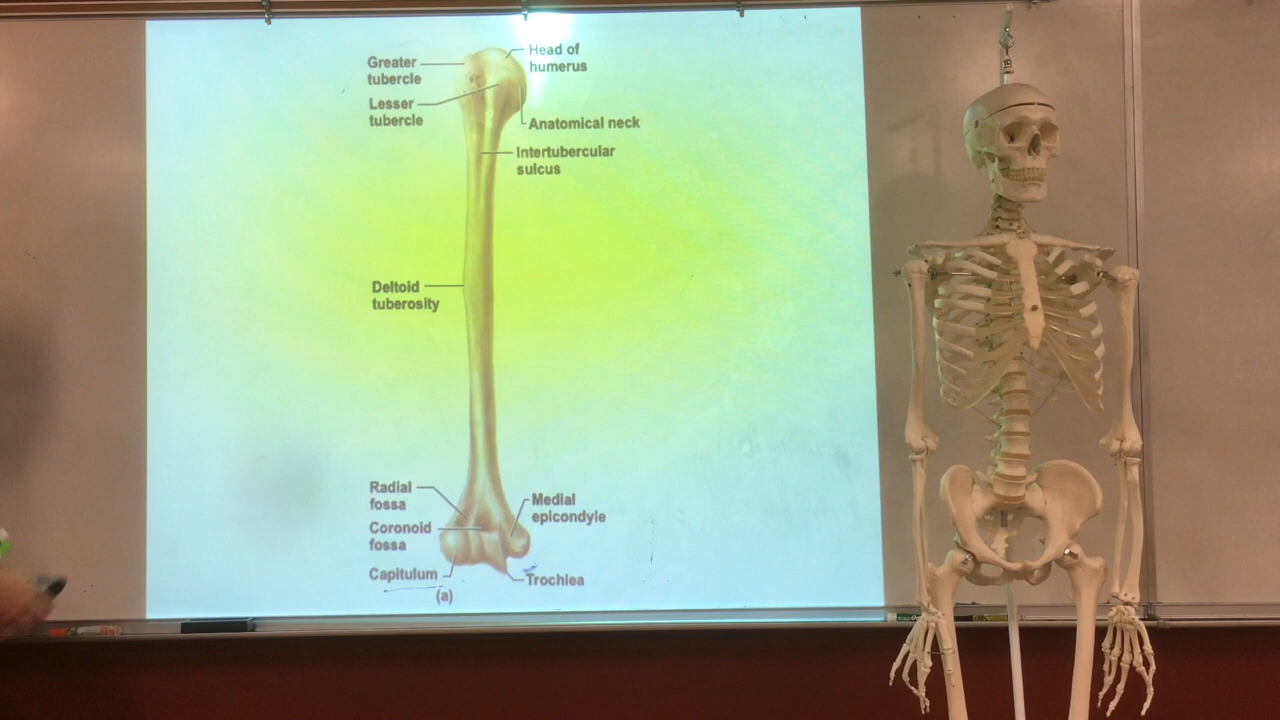 Greater
tubercle
Head of
humerus
Lesser
tubercle
Anatomical neck
Intertubercular
sulcus
Deltoid
tuberosity
Radial
fossa
Medial
epicondyle
Coronoid
fossa
Capitulum
Trochlea
(a)